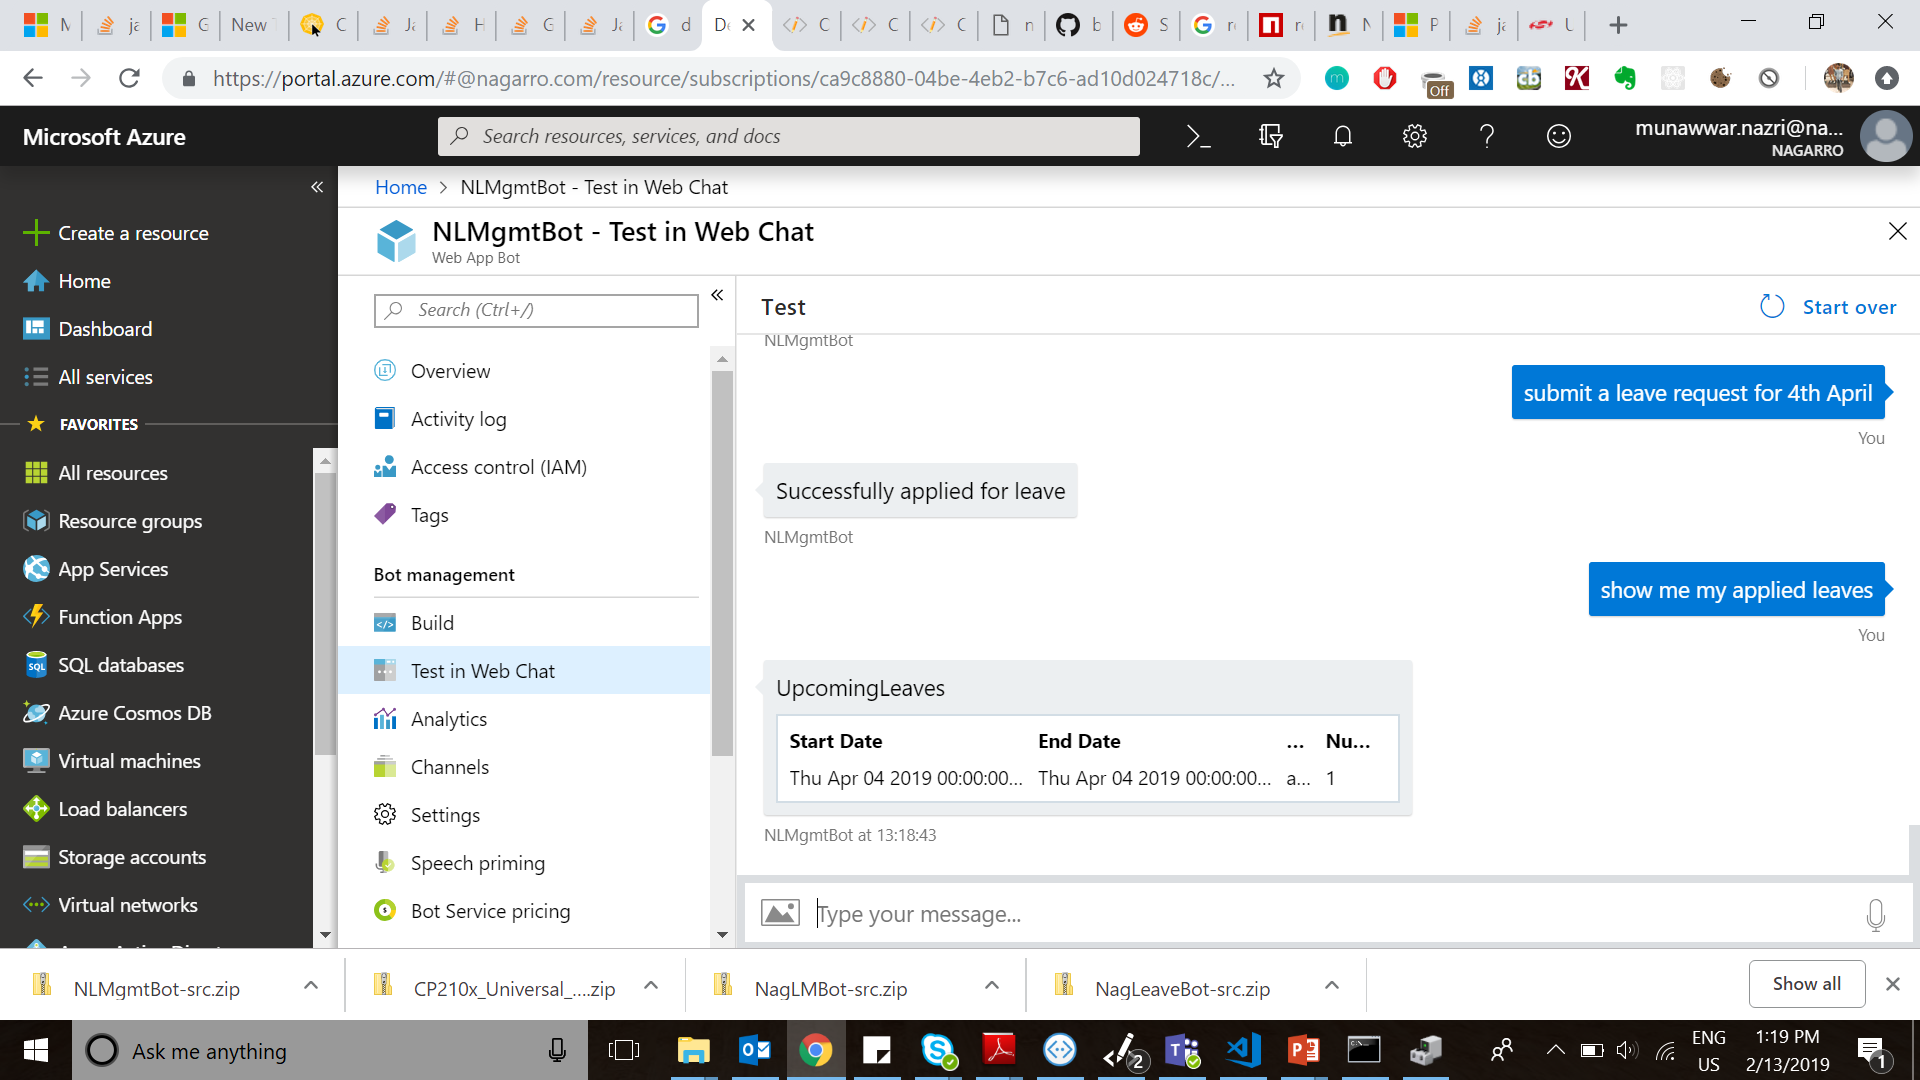 M
ja
G
New T
C
Ja
H
G
Ja
d
De
C
C
C
n
b
S
re
re
N
P
ja
U
https://portal.azure.com/#@nagarro.com/resource/subscriptions/ca9c8880-04be-4eb2-b7c6-ad10d024718c/...
Off
Microsoft Azure
Search resources, services, and docs
munawwar.nazri@na...
NAGARRO
Home > NLMgmtBot - Test in Web Chat
NLMgmtBot - Test in Web Chat
Web App Bot
Create a resource
Home
Dashboard
All services
FAVORITES
All resources
Resource groups
App Services
Function Apps
SQL databases
Azure Cosmos DB
Virtual machines
Load balancers
Storage accounts
Virtual networks
Search (Ctrl+/)
Overview
Activity log
Access control (IAM)
Tags
Bot management
Build
Test in Web Chat
Analytics
Channels
Settings
Speech priming
Bot Service pricing
Test
Start over
NLMgmtBot
submit a leave request for 4th April
You
Successfully applied for leave
NLMgmtBot
show me my applied leaves
You
UpcomingLeaves
Start Date End Date ... Nu...
Thu Apr 04 2019 00:00:00... Thu Apr 04 2019 00:00:00... a... 1
NLMgmtBot at 13:18:43
Type your message...
NLMgmtBot-src.zip
CP210x_Universal_....zip
NagLMBot-src.zip
NagLeaveBot-src.zip
Show all
Ask me anything
2
ENG
US
1:19 PM
2/13/2019
1